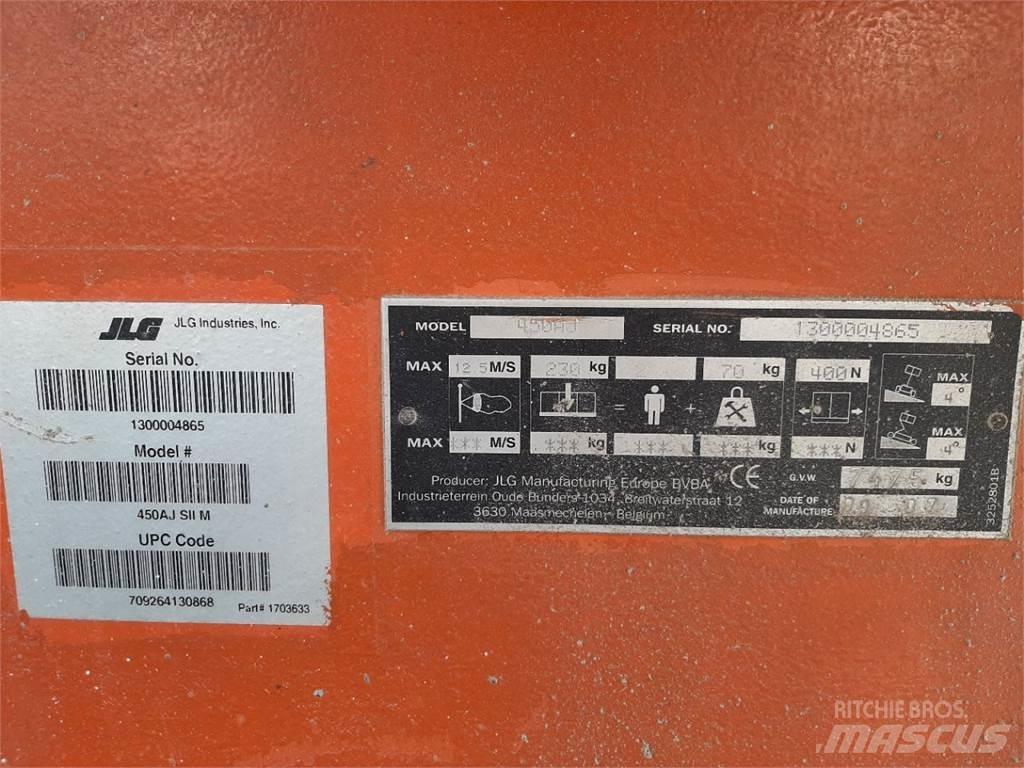 JLG JLG Industries, Inc.
Serial No.
1300004865
Model #
450AJ SII M
UPC Code
709264130868 Part# 1703633
MODEL 450AJ SERIAL NO. 1300004865
MAX 12.5 M/S 230 kg 2 70 kg 400 N MAX 4°
= +
MAX *** M/S *** kg *** *** kg *** N MAX 4°
Producer: JLG Manufacturing Europe BVBA CE G.V.W. kg
Industrieterrein Oude Bunders 1034, Breitwaterstraat 12 DATE OF
3630 Maasmechelen - Belgium MANUFACTURE
3252801B
RITCHIE BROS.
MASCUS